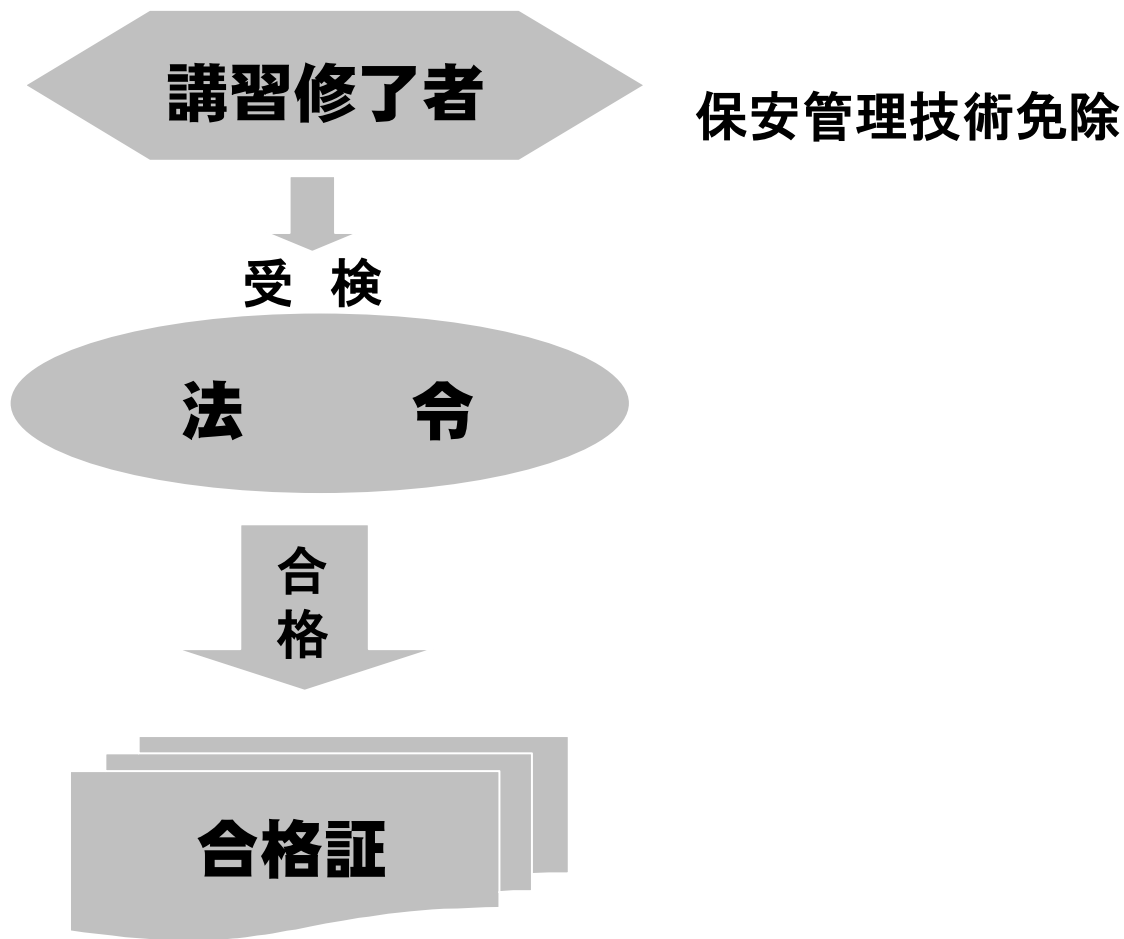 講習修了者
保安管理技術免除
受 検
法 令
合
格
合格証